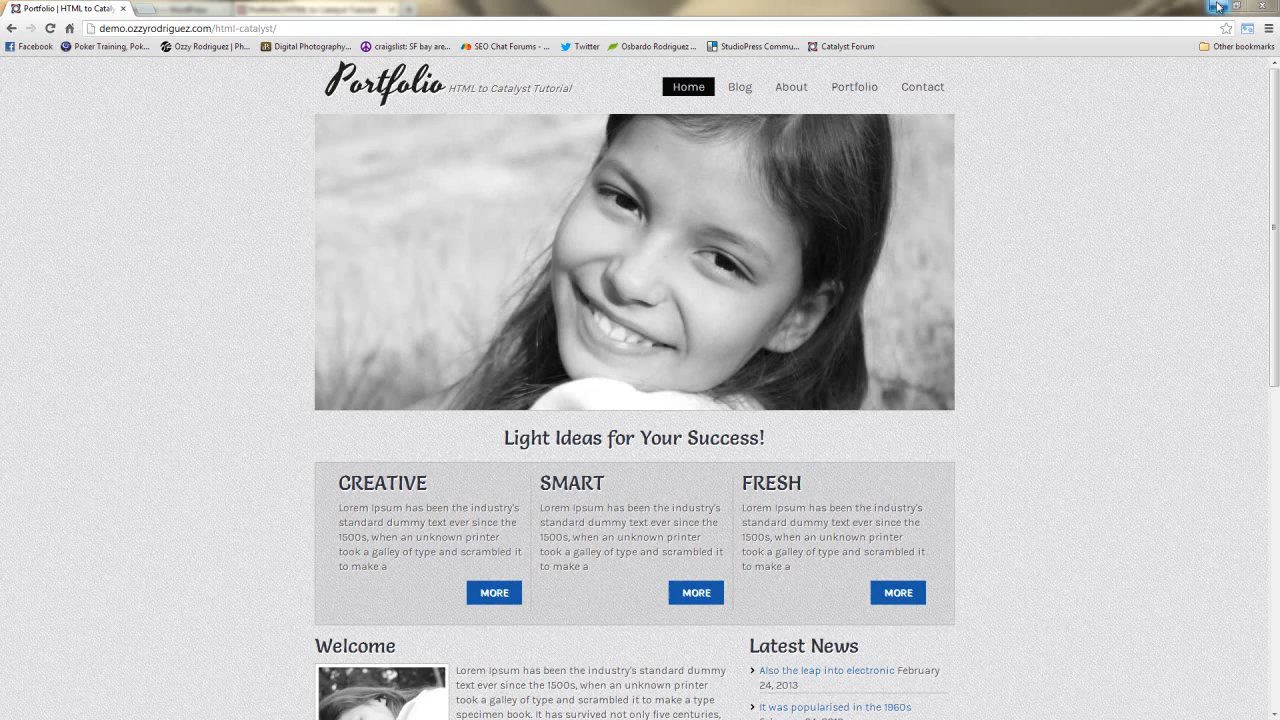 Portfolio | HTML to Cataly
demo.ozzyrodriguez.com/html-catalyst/
Facebook
Poker Training, Pok...
Ozzy Rodriguez | Ph...
Digital Photography...
craigslist: SF bay are...
SEO Chat Forums - ...
Twitter
Osbardo Rodriguez ...
StudioPress Commu...
Catalyst Forum
Other bookmarks
Portfolio HTML to Catalyst Tutorial
Home Blog About Portfolio Contact
Light Ideas for Your Success!
CREATIVE
Lorem Ipsum has been the industry's
standard dummy text ever since the
1500s, when an unknown printer
took a galley of type and scrambled it
to make a
MORE
SMART
Lorem Ipsum has been the industry's
standard dummy text ever since the
1500s, when an unknown printer
took a galley of type and scrambled it
to make a
MORE
FRESH
Lorem Ipsum has been the industry's
standard dummy text ever since the
1500s, when an unknown printer
took a galley of type and scrambled it
to make a
MORE
Welcome
Lorem Ipsum has been the industry's standard dummy
text ever since the 1500s, when an unknown printer
took a galley of type and scrambled it to make a type
specimen book. It has survived not only five centuries,
Latest News
Also the leap into electronic February
24, 2013
It was popularised in the 1960s